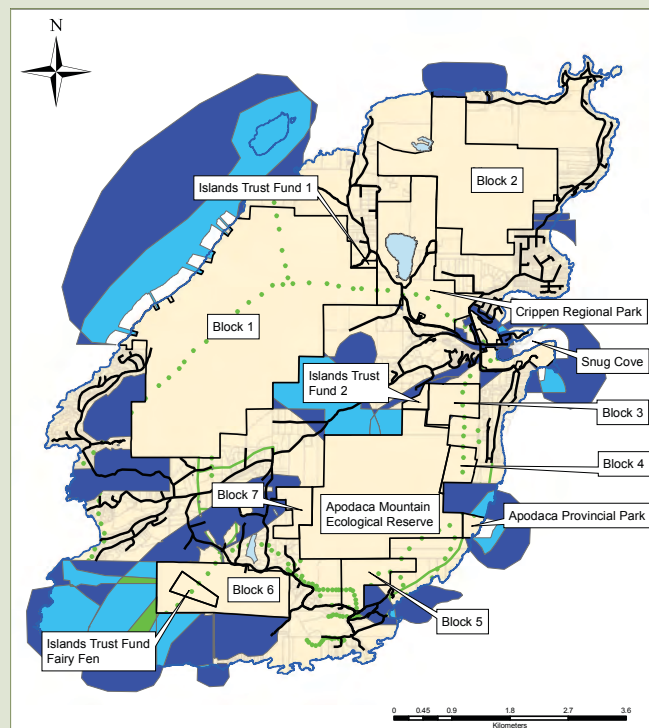 N
Block 2
Islands Trust Fund 1
Crippen Regional Park
Block 1
Snug Cove
Islands Trust
Fund 2
Block 3
Block 4
Block 7
Apodaca Mountain
Ecological Reserve
Apodaca Provincial Park
Block 6
Block 5
Islands Trust Fund
Fairy Fen
0 0.45 0.9 1.8 2.7 3.6
Kilometers